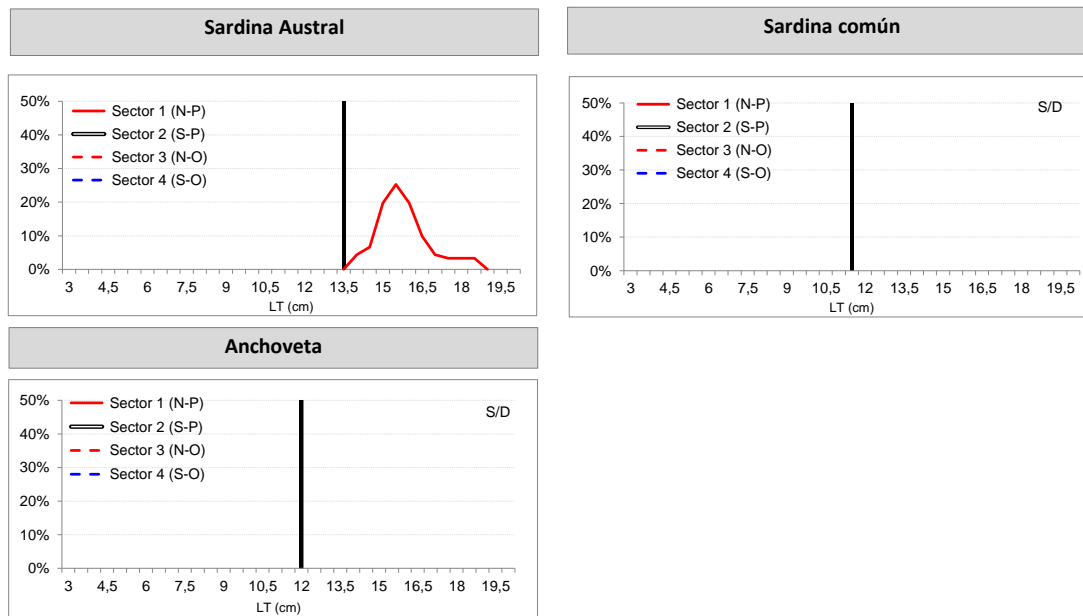 Sardina Austral
50%
40%
30%
20%
10%
0%
Sector 1 (N-P)
Sector 2 (S-P)
Sector 3 (N-O)
Sector 4 (S-O)
3 4,5 6 7,5 9 10,5 12 13,5 15 16,5 18 19,5
LT (cm)
Sardina común
50%
40%
30%
20%
10%
0%
Sector 1 (N-P)
Sector 2 (S-P)
Sector 3 (N-O)
Sector 4 (S-O)
S/D
3 4,5 6 7,5 9 10,5 12 13,5 15 16,5 18 19,5
LT (cm)
Anchoveta
50%
40%
30%
20%
10%
0%
Sector 1 (N-P)
Sector 2 (S-P)
Sector 3 (N-O)
Sector 4 (S-O)
S/D
3 4,5 6 7,5 9 10,5 12 13,5 15 16,5 18 19,5
LT (cm)